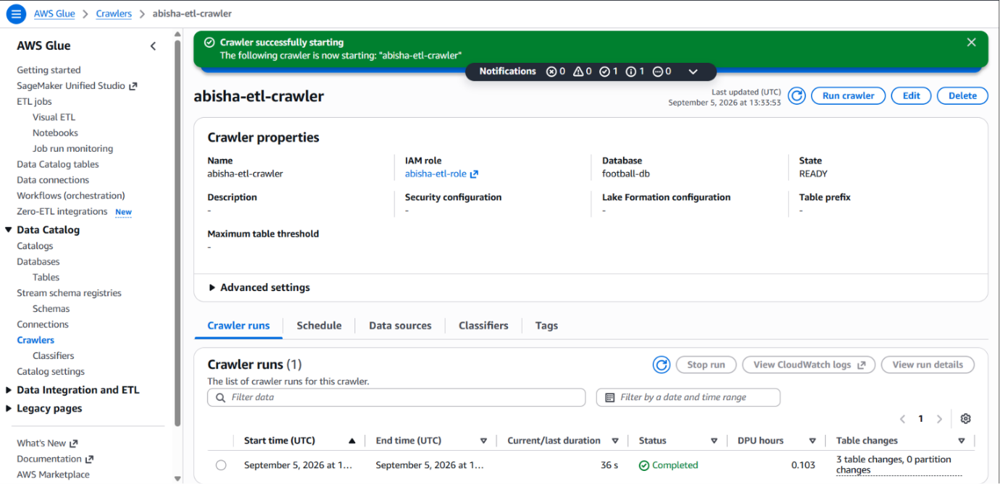 AWS Glue > Crawlers > abisha-etl-crawler
AWS Glue
Getting started
SageMaker Unified Studio
ETL jobs
Visual ETL
Notebooks
Job run monitoring
Data Catalog tables
Data connections
Workflows (orchestration)
Zero-ETL integrations New
Data Catalog
Catalogs
Databases
Tables
Stream schema registries
Schemas
Connections
Crawlers
Classifiers
Catalog settings
Data Integration and ETL
Legacy pages
What's New
Documentation
AWS Marketplace
Crawler successfully starting
The following crawler is now starting: "abisha-etl-crawler"
Notifications 0 0 1 1 0
abisha-etl-crawler
Last updated (UTC)
September 5, 2026 at 13:33:53
Run crawler Edit Delete
Crawler properties
Name IAM role Database State
abisha-etl-crawler abisha-etl-role football-db READY
Description Security configuration Lake Formation configuration Table prefix
- - - -
Maximum table threshold
-
Advanced settings
Crawler runs Schedule Data sources Classifiers Tags
Crawler runs (1)
Stop run View CloudWatch logs View run details
The list of crawler runs for this crawler.
Filter data Filter by a date and time range
< 1 >
Start time (UTC) End time (UTC) Current/last duration Status DPU hours Table changes
September 5, 2026 at 1... September 5, 2026 at 1... 36 s Completed 0.103 3 table changes, 0 partition
changes